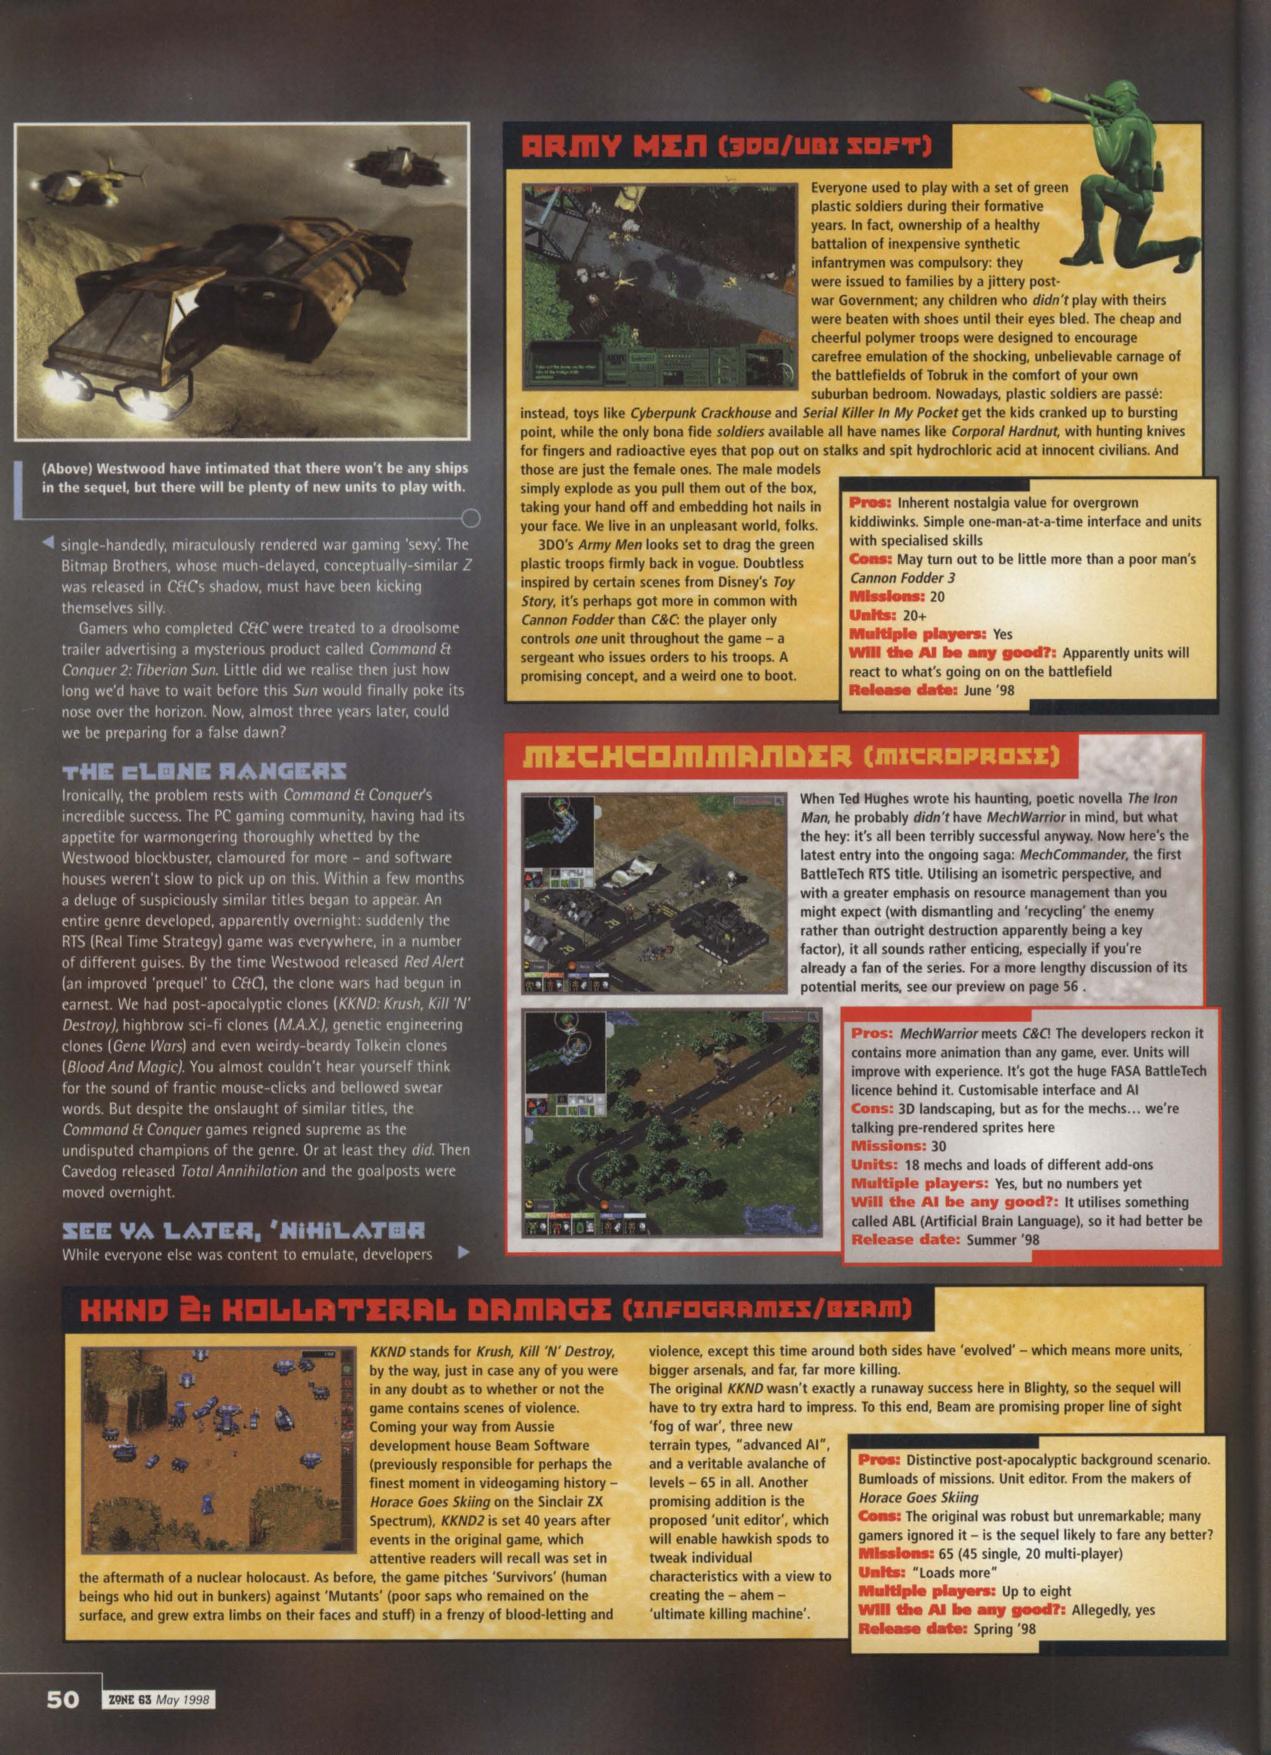 (Above) Westwood have intimated that there won't be any ships
in the sequel, but there will be plenty of new units to play with.
single-handedly, miraculously rendered war gaming 'sexy'. The
Bitmap Brothers, whose much-delayed, conceptually-similar Z
was released in C&C's shadow, must have been kicking
themselves silly.
Gamers who completed C&C were treated to a droolsome
trailer advertising a mysterious product called Command &
Conquer 2: Tiberian Sun. Little did we realise then just how
long we'd have to wait before this Sun would finally poke its
nose over the horizon. Now, almost three years later, could
we be preparing for a false dawn?
THE CLONE RANGERS
Ironically, the problem rests with Command & Conquer's
incredible success. The PC gaming community, having had its
appetite for warmongering thoroughly whetted by the
Westwood blockbuster, clamoured for more – and software
houses weren't slow to pick up on this. Within a few months
a deluge of suspiciously similar titles began to appear. An
entire genre developed, apparently overnight: suddenly the
RTS (Real Time Strategy) game was everywhere, in a number
of different guises. By the time Westwood released Red Alert
(an improved 'prequel' to C&C), the clone wars had begun in
earnest. We had post-apocalyptic clones (KKND: Krush, Kill 'N'
Destroy), highbrow sci-fi clones (M.A.X.), genetic engineering
clones (Gene Wars) and even weirdy-beardy Tolkein clones
(Blood And Magic). You almost couldn't hear yourself think
for the sound of frantic mouse-clicks and bellowed swear
words. But despite the onslaught of similar titles, the
Command & Conquer games reigned supreme as the
undisputed champions of the genre. Or at least they did. Then
Cavedog released Total Annihilation and the goalposts were
moved overnight.
SEE YA LATER, 'NIHILATOR
While everyone else was content to emulate, developers
ARMY MEN (3DO/UBI SOFT)
Everyone used to play with a set of green
plastic soldiers during their formative
years. In fact, ownership of a healthy
battalion of inexpensive synthetic
infantrymen was compulsory: they
were issued to families by a jittery post-
war Government; any children who didn't play with theirs
were beaten with shoes until their eyes bled. The cheap and
cheerful polymer troops were designed to encourage
carefree emulation of the shocking, unbelievable carnage of
the battlefields of Tobruk in the comfort of your own
suburban bedroom. Nowadays, plastic soldiers are passé:
instead, toys like Cyberpunk Crackhouse and Serial Killer In My Pocket get the kids cranked up to bursting
point, while the only bona fide soldiers available all have names like Corporal Hardnut, with hunting knives
for fingers and radioactive eyes that pop out on stalks and spit hydrochloric acid at innocent civilians. And
those are just the female ones. The male models
simply explode as you pull them out of the box,
taking your hand off and embedding hot nails in
your face. We live in an unpleasant world, folks.
3DO's Army Men looks set to drag the green
plastic troops firmly back in vogue. Doubtless
inspired by certain scenes from Disney's Toy
Story, it's perhaps got more in common with
Cannon Fodder than C&C: the player only
controls one unit throughout the game – a
sergeant who issues orders to his troops. A
promising concept, and a weird one to boot.
Pros: Inherent nostalgia value for overgrown
kiddiwinks. Simple one-man-at-a-time interface and units
with specialised skills
Cons: May turn out to be little more than a poor man's
Cannon Fodder 3
Missions: 20
Units: 20+
Multiple players: Yes
Will the AI be any good?: Apparently units will
react to what's going on on the battlefield
Release date: June '98
MECHCOMMANDER (MICROPROSE)
When Ted Hughes wrote his haunting, poetic novella The Iron
Man, he probably didn't have MechWarrior in mind, but what
the hey: it's all been terribly successful anyway. Now here's the
latest entry into the ongoing saga: MechCommander, the first
BattleTech RTS title. Utilising an isometric perspective, and
with a greater emphasis on resource management than you
might expect (with dismantling and 'recycling' the enemy
rather than outright destruction apparently being a key
factor), it all sounds rather enticing, especially if you're
already a fan of the series. For a more lengthy discussion of its
potential merits, see our preview on page 56 .
Pros: MechWarrior meets C&C! The developers reckon it
contains more animation than any game, ever. Units will
improve with experience. It's got the huge FASA BattleTech
licence behind it. Customisable interface and AI
Cons: 3D landscaping, but as for the mechs... we're
talking pre-rendered sprites here
Missions: 30
Units: 18 mechs and loads of different add-ons
Multiple players: Yes, but no numbers yet
Will the AI be any good?: It utilises something
called ABL (Artificial Brain Language), so it had better be
Release date: Summer '98
KKND 2: KOLLATERAL DAMAGE (INFOGRAMES/BEAM)
KKND stands for Krush, Kill 'N' Destroy,
by the way, just in case any of you were
in any doubt as to whether or not the
game contains scenes of violence.
Coming your way from Aussie
development house Beam Software
(previously responsible for perhaps the
finest moment in videogaming history –
Horace Goes Skiing on the Sinclair ZX
Spectrum), KKND2 is set 40 years after
events in the original game, which
attentive readers will recall was set in
the aftermath of a nuclear holocaust. As before, the game pitches 'Survivors' (human
beings who hid out in bunkers) against 'Mutants' (poor saps who remained on the
surface, and grew extra limbs on their faces and stuff) in a frenzy of blood-letting and
violence, except this time around both sides have 'evolved' – which means more units,
bigger arsenals, and far, far more killing.
The original KKND wasn't exactly a runaway success here in Blighty, so the sequel will
have to try extra hard to impress. To this end, Beam are promising proper line of sight
'fog of war', three new
terrain types, "advanced AI",
and a veritable avalanche of
levels – 65 in all. Another
promising addition is the
proposed 'unit editor', which
will enable hawkish spods to
tweak individual
characteristics with a view to
creating the – ahem –
'ultimate killing machine'.
Pros: Distinctive post-apocalyptic background scenario.
Bumloads of missions. Unit editor. From the makers of
Horace Goes Skiing
Cons: The original was robust but unremarkable; many
gamers ignored it – is the sequel likely to fare any better?
Missions: 65 (45 single, 20 multi-player)
Units: "Loads more"
Multiple players: Up to eight
Will the AI be any good?: Allegedly, yes
Release date: Spring '98
50 ZONE 63 May 1998